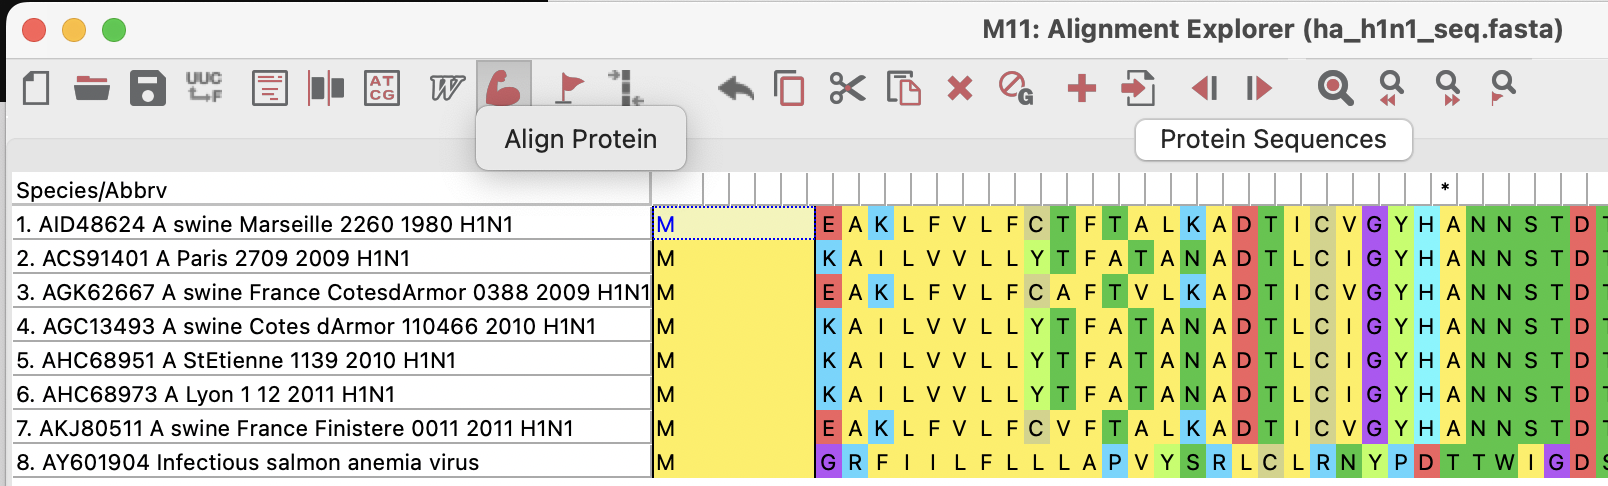 M11: Alignment Explorer (ha_h1n1_seq.fasta)
UUC
F
AT
CG
W
G
Align Protein
Protein Sequences
Species/Abbrv
*
1. AID48624 A swine Marseille 2260 1980 H1N1 M E A K L F V L F C T F T A L K A D T I C V G Y H A N N S T D T
2. ACS91401 A Paris 2709 2009 H1N1 M K A I L V V L L Y T F A T A N A D T L C I G Y H A N N S T D T
3. AGK62667 A swine France CotesdArmor 0388 2009 H1N1 M E A K L F V L F C A F T V L K A D T I C V G Y H A N N S T D T
4. AGC13493 A swine Cotes dArmor 110466 2010 H1N1 M K A I L V V L L Y T F A T A N A D T L C I G Y H A N N S T D T
5. AHC68951 A StEtienne 1139 2010 H1N1 M K A I L V V L L Y T F A T A N A D T L C I G Y H A N N S T D T
6. AHC68973 A Lyon 1 12 2011 H1N1 M K A I L V V L L Y T F A T A N A D T L C I G Y H A N N S T D T
7. AKJ80511 A swine France Finistere 0011 2011 H1N1 M E A K L F V L F C V F T A L K A D T I C V G Y H A N N S T D T
8. AY601904 Infectious salmon anemia virus M G R F I I L F L L L A P V Y S R L C L R N Y P D T T W I G D S